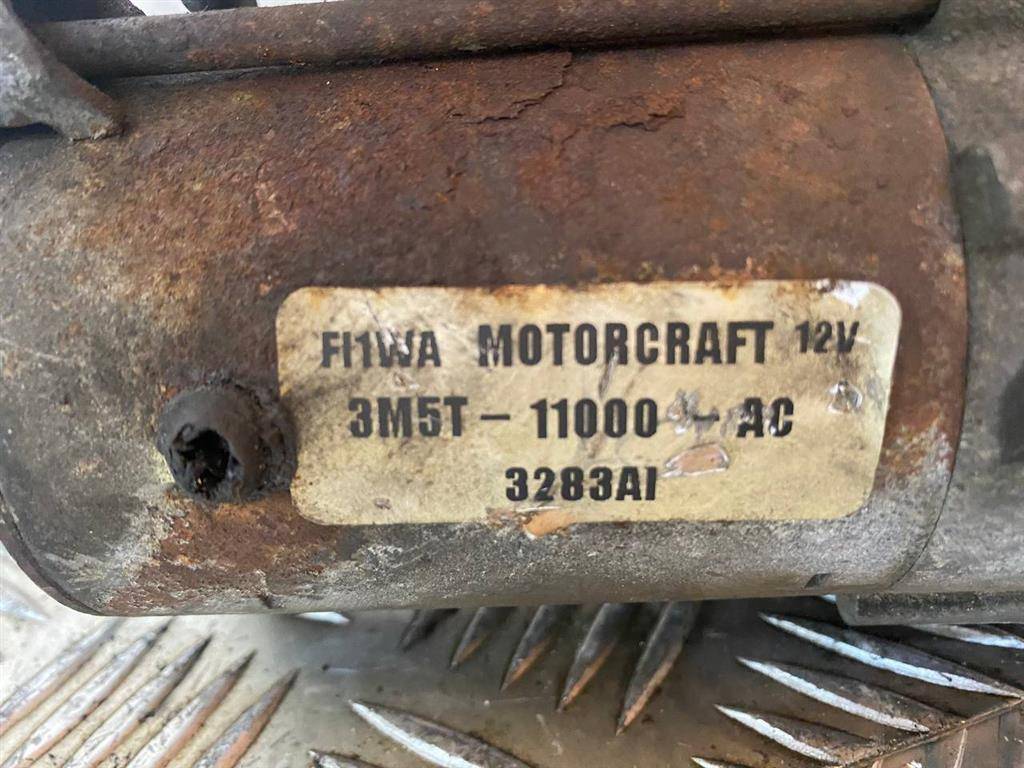 FI1WA MOTORCRAFT 12V
3M5T - 11000 - AC
3283AI